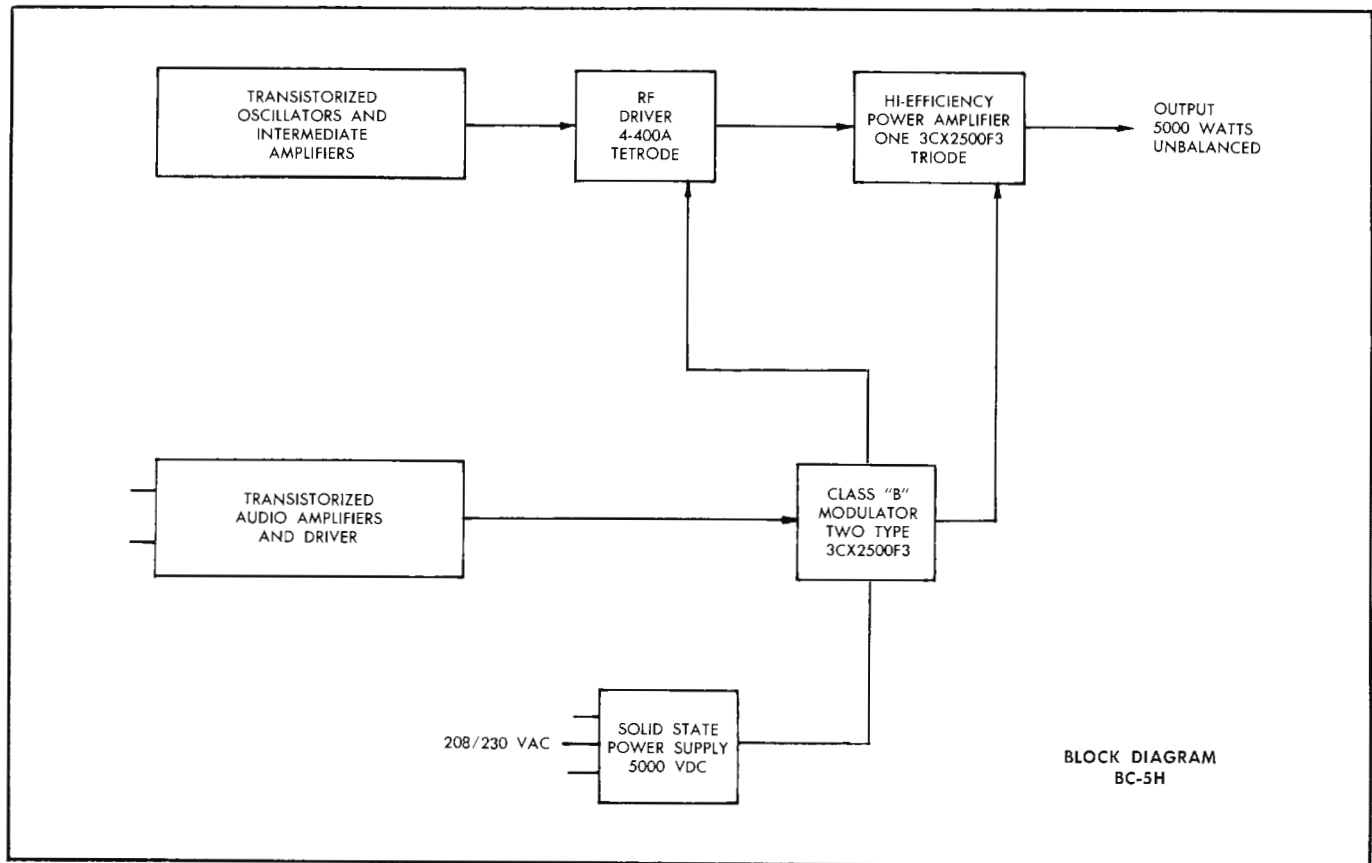 TRANSISTORIZED
OSCILLATORS AND
INTERMEDIATE
AMPLIFIERS
RF
DRIVER
4-400A
TETRODE
HI-EFFICIENCY
POWER AMPLIFIER
ONE 3CX2500F3
TRIODE
OUTPUT
5000 WATTS
UNBALANCED
TRANSISTORIZED
AUDIO AMPLIFIERS
AND DRIVER
CLASS "B"
MODULATOR
TWO TYPE
3CX2500F3
208/230 VAC
SOLID STATE
POWER SUPPLY
5000 VDC
BLOCK DIAGRAM
BC-5H